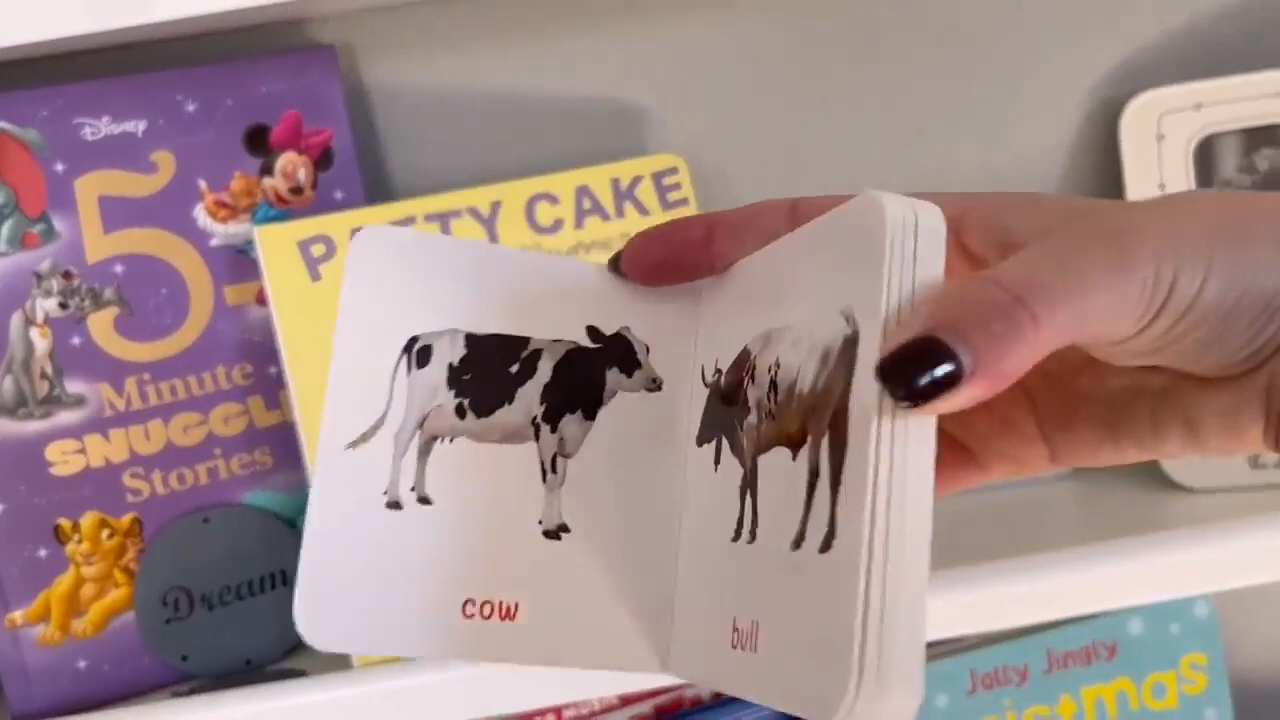 Disney
5-
Minute
SNUGGL
Stories
Dream
PATTY CAKE
cow
bull
Jolly Jingly
istmas